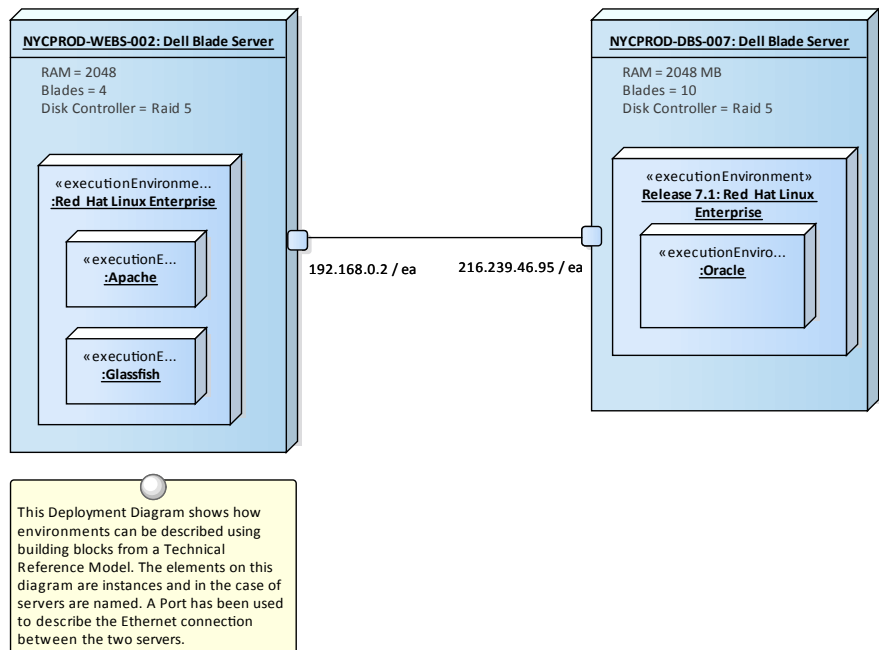 NYCPROD-WEBS-002: Dell Blade Server
RAM = 2048
Blades = 4
Disk Controller = Raid 5
«executionEnvironme...
:Red Hat Linux Enterprise
«executionE...
:Apache
«executionE...
:Glassfish
192.168.0.2 / ea
216.239.46.95 / ea
NYCPROD-DBS-007: Dell Blade Server
RAM = 2048 MB
Blades = 10
Disk Controller = Raid 5
«executionEnvironment»
Release 7.1: Red Hat Linux
Enterprise
«executionEnviro...
:Oracle
This Deployment Diagram shows how
environments can be described using
building blocks from a Technical
Reference Model. The elements on this
diagram are instances and in the case of
servers are named. A Port has been used
to describe the Ethernet connection
between the two servers.